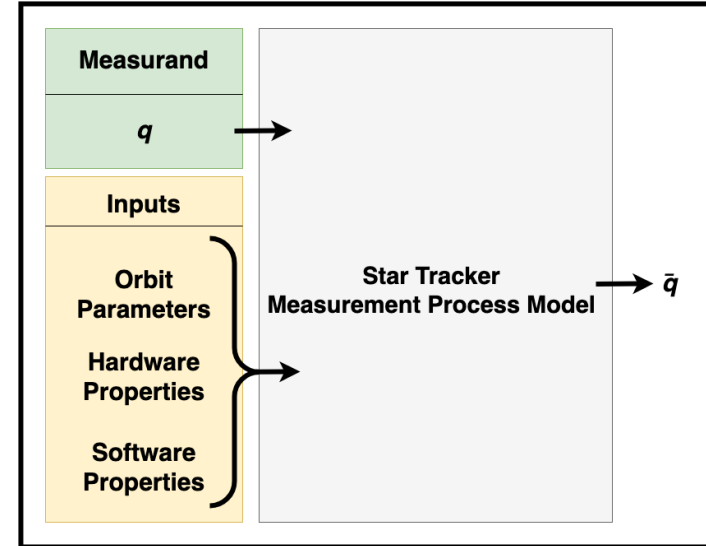 Measurand
q
Inputs
Orbit
Parameters
Hardware
Properties
Software
Properties
Star Tracker
Measurement Process Model
q̄